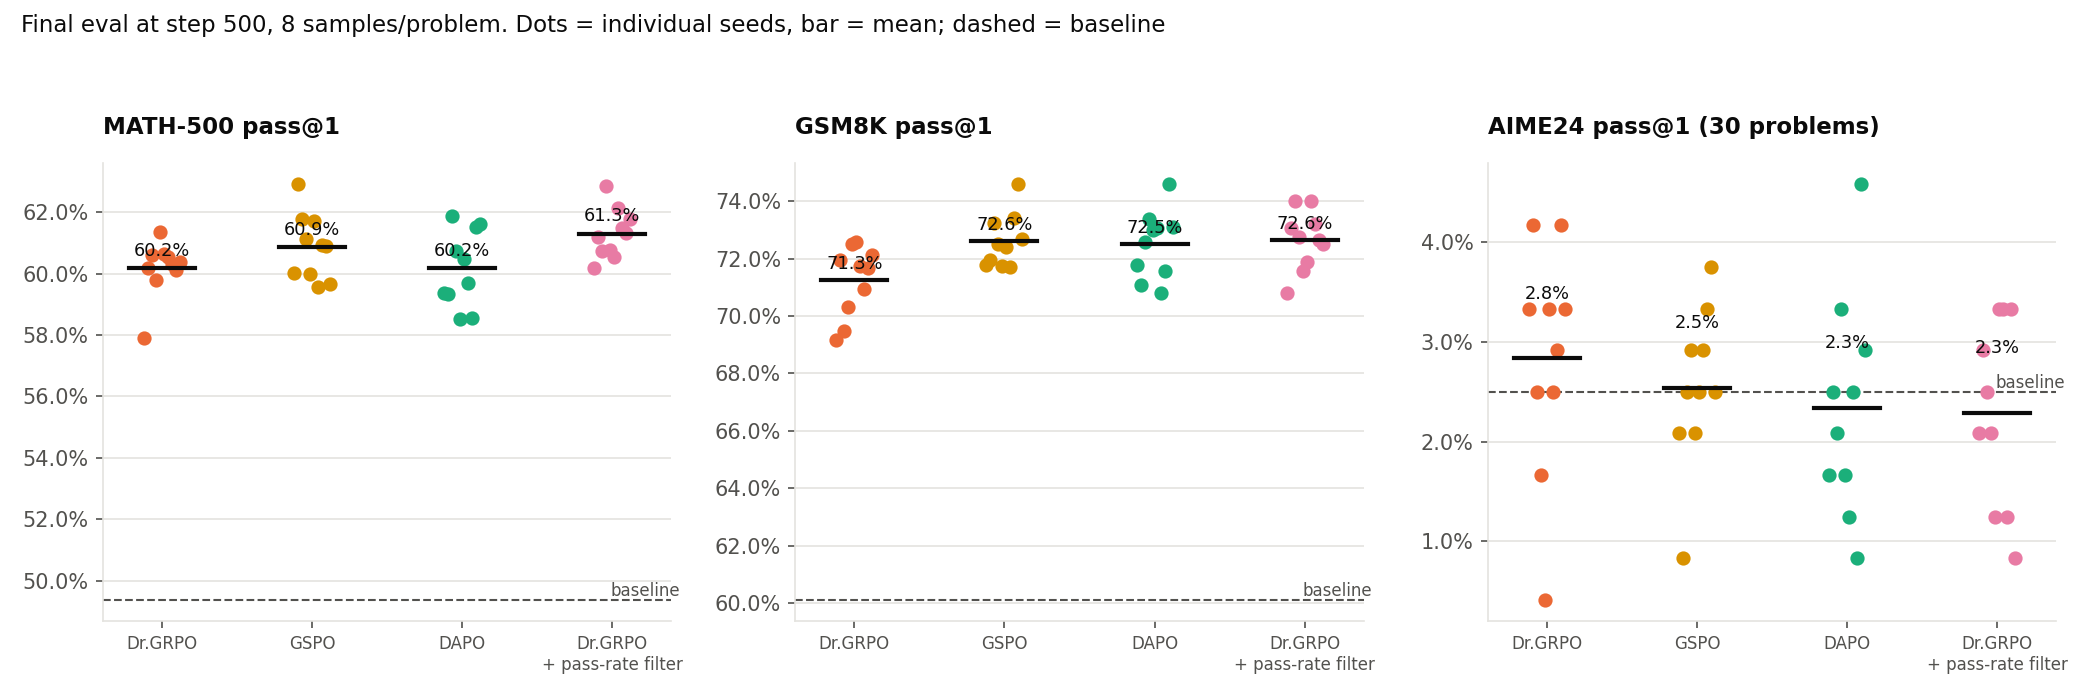 Final eval at step 500, 8 samples/problem. Dots = individual seeds, bar = mean; dashed = baseline
MATH-500 pass@1
62.0%
60.0%
58.0%
56.0%
54.0%
52.0%
50.0%
60.2%
60.9%
60.2%
61.3%
baseline
Dr.GRPO
GSPO
DAPO
Dr.GRPO
+ pass-rate filter
GSM8K pass@1
74.0%
72.0%
70.0%
68.0%
66.0%
64.0%
62.0%
60.0%
71.3%
72.6%
72.5%
72.6%
baseline
Dr.GRPO
GSPO
DAPO
Dr.GRPO
+ pass-rate filter
AIME24 pass@1 (30 problems)
4.0%
3.0%
2.0%
1.0%
2.8%
2.5%
2.3%
2.3%
baseline
Dr.GRPO
GSPO
DAPO
Dr.GRPO
+ pass-rate filter